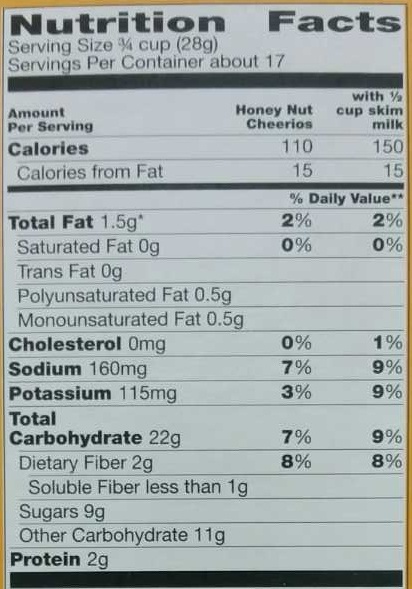 Nutrition Facts
Serving Size ¾ cup (28g)
Servings Per Container about 17
Amount Per Serving Honey Nut Cheerios with ½ cup skim milk
Calories 110 150
Calories from Fat 15 15
% Daily Value**
Total Fat 1.5g* 2% 2%
Saturated Fat 0g 0% 0%
Trans Fat 0g
Polyunsaturated Fat 0.5g
Monounsaturated Fat 0.5g
Cholesterol 0mg 0% 1%
Sodium 160mg 7% 9%
Potassium 115mg 3% 9%
Total
Carbohydrate 22g 7% 9%
Dietary Fiber 2g 8% 8%
Soluble Fiber less than 1g
Sugars 9g
Other Carbohydrate 11g
Protein 2g